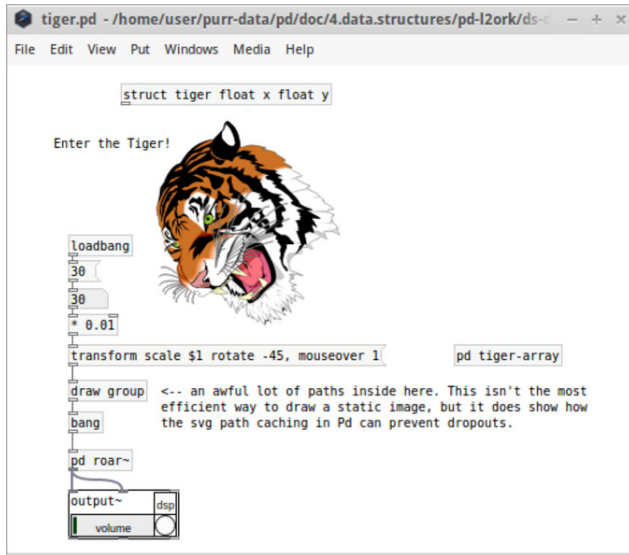 tiger.pd - /home/user/purr-data/pd/doc/4.data.structures/pd-l2ork/ds-
File Edit View Put Windows Media Help
struct tiger float x float y
Enter the Tiger!
loadbang
30
30
* 0.01
transform scale $1 rotate -45, mouseover 1
pd tiger-array
draw group
<-- an awful lot of paths inside here. This isn't the most
efficient way to draw a static image, but it does show how
the svg path caching in Pd can prevent dropouts.
bang
pd roar~
output~
dsp
volume